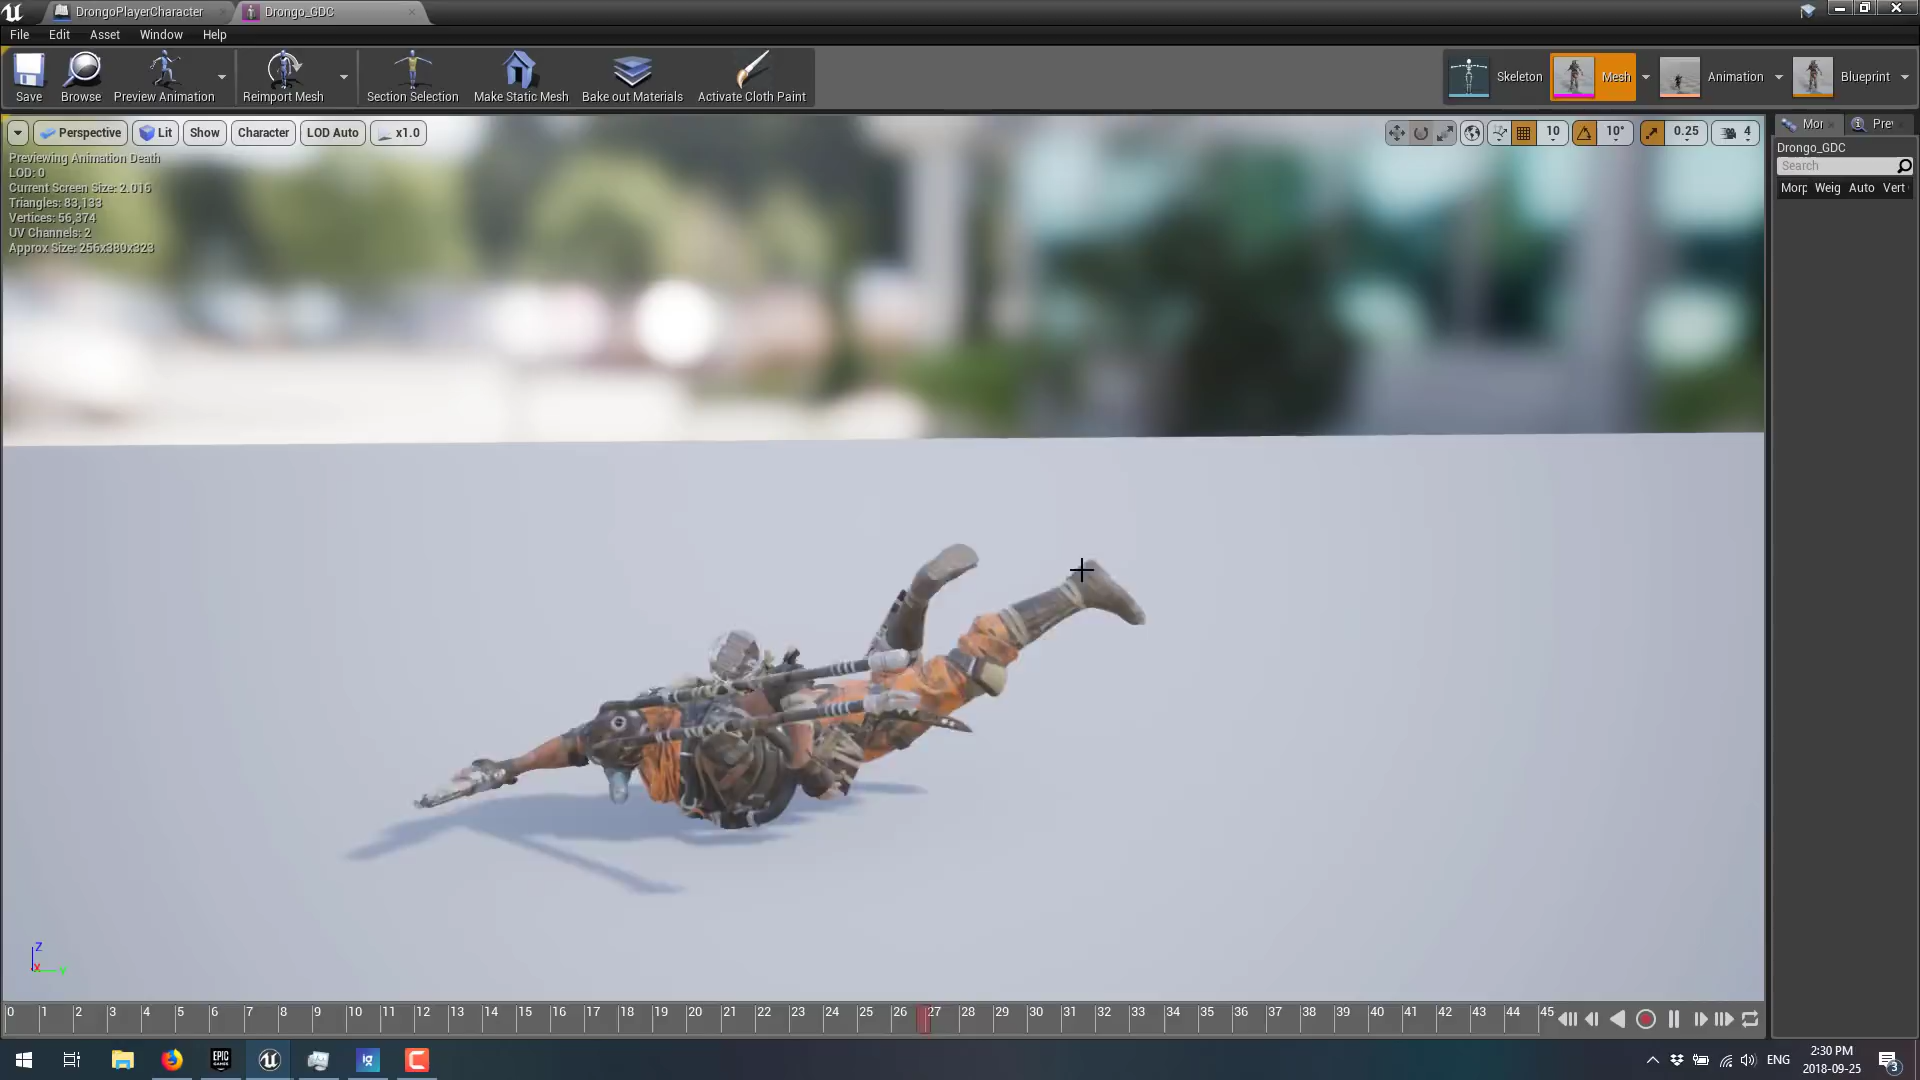 DrongoPlayerCharacter
Drongo_GDC
File Edit Asset Window Help
Save Browse Preview Animation Reimport Mesh Section Selection Make Static Mesh Bake out Materials Activate Cloth Paint
Skeleton Mesh Animation Blueprint
Perspective Lit Show Character LOD Auto x1.0
10 10° 0.25 4
Mor Pre
Previewing Animation Death
LOD: 0
Current Screen Size: 2.016
Triangles: 83,133
Vertices: 56,374
UV Channels: 2
Approx Size: 256x380x323
Drongo_GDC
Search
Morp Weig Auto Vert
Z
X Y
0 1 2 3 4 5 6 7 8 9 10 11 12 13 14 15 16 17 18 19 20 21 22 23 24 25 26 27 28 29 30 31 32 33 34 35 36 37 38 39 40 41 42 43 44 45
EPIC GAMES
ig
ENG
2:30 PM
2018-09-25
3